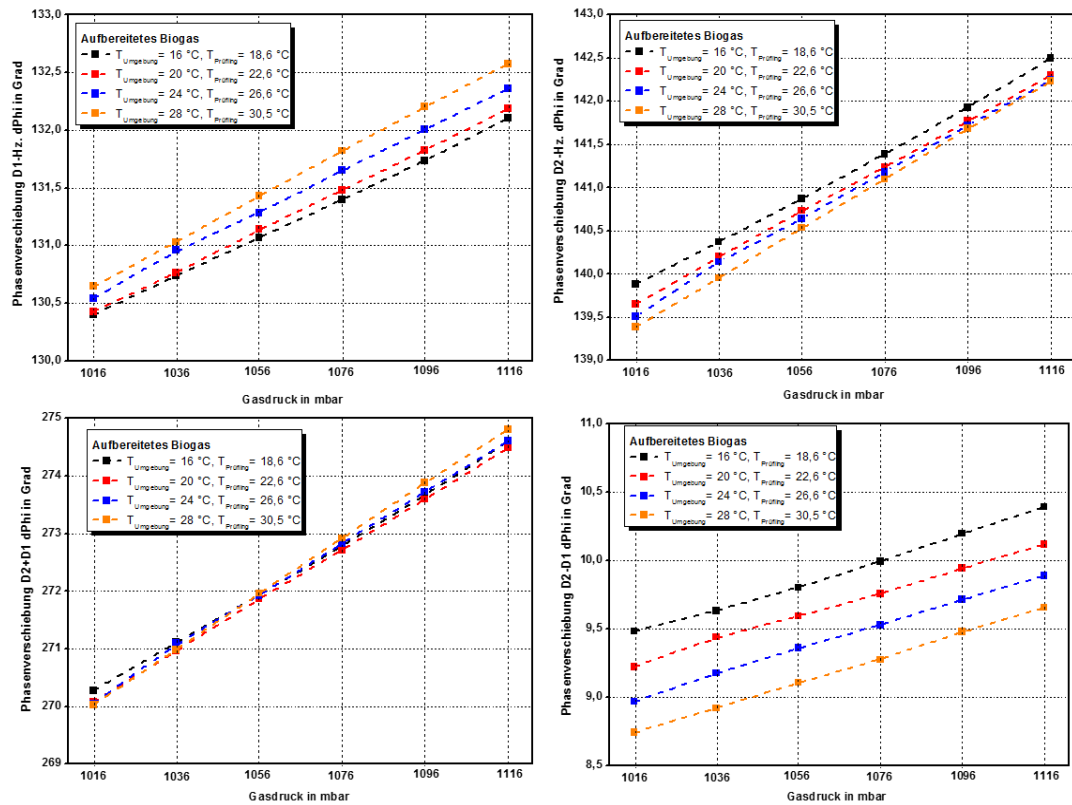 Phasenverschiebung D1-Hz. dPhi in Grad
133,0
132,5
132,0
131,5
131,0
130,5
130,0
Aufbereitetes Biogas
T Umgebung = 16 °C, T Prüfling = 18,6 °C
T Umgebung = 20 °C, T Prüfling = 22,6 °C
T Umgebung = 24 °C, T Prüfling = 26,6 °C
T Umgebung = 28 °C, T Prüfling = 30,5 °C
1016 1036 1056 1076 1096 1116
Gasdruck in mbar
Phasenverschiebung D2-Hz. dPhi in Grad
143,0
142,5
142,0
141,5
141,0
140,5
140,0
139,5
139,0
Aufbereitetes Biogas
T Umgebung = 16 °C, T Prüfling = 18,6 °C
T Umgebung = 20 °C, T Prüfling = 22,6 °C
T Umgebung = 24 °C, T Prüfling = 26,6 °C
T Umgebung = 28 °C, T Prüfling = 30,5 °C
1016 1036 1056 1076 1096 1116
Gasdruck in mbar
Phasenverschiebung D2+D1 dPhi in Grad
275
274
273
272
271
270
269
Aufbereitetes Biogas
T Umgebung = 16 °C, T Prüfling = 18,6 °C
T Umgebung = 20 °C, T Prüfling = 22,6 °C
T Umgebung = 24 °C, T Prüfling = 26,6 °C
T Umgebung = 28 °C, T Prüfling = 30,5 °C
1016 1036 1056 1076 1096 1116
Gasdruck in mbar
Phasenverschiebung D2-D1 dPhi in Grad
11,0
10,5
10,0
9,5
9,0
8,5
Aufbereitetes Biogas
T Umgebung = 16 °C, T Prüfling = 18,6 °C
T Umgebung = 20 °C, T Prüfling = 22,6 °C
T Umgebung = 24 °C, T Prüfling = 26,6 °C
T Umgebung = 28 °C, T Prüfling = 30,5 °C
1016 1036 1056 1076 1096 1116
Gasdruck in mbar